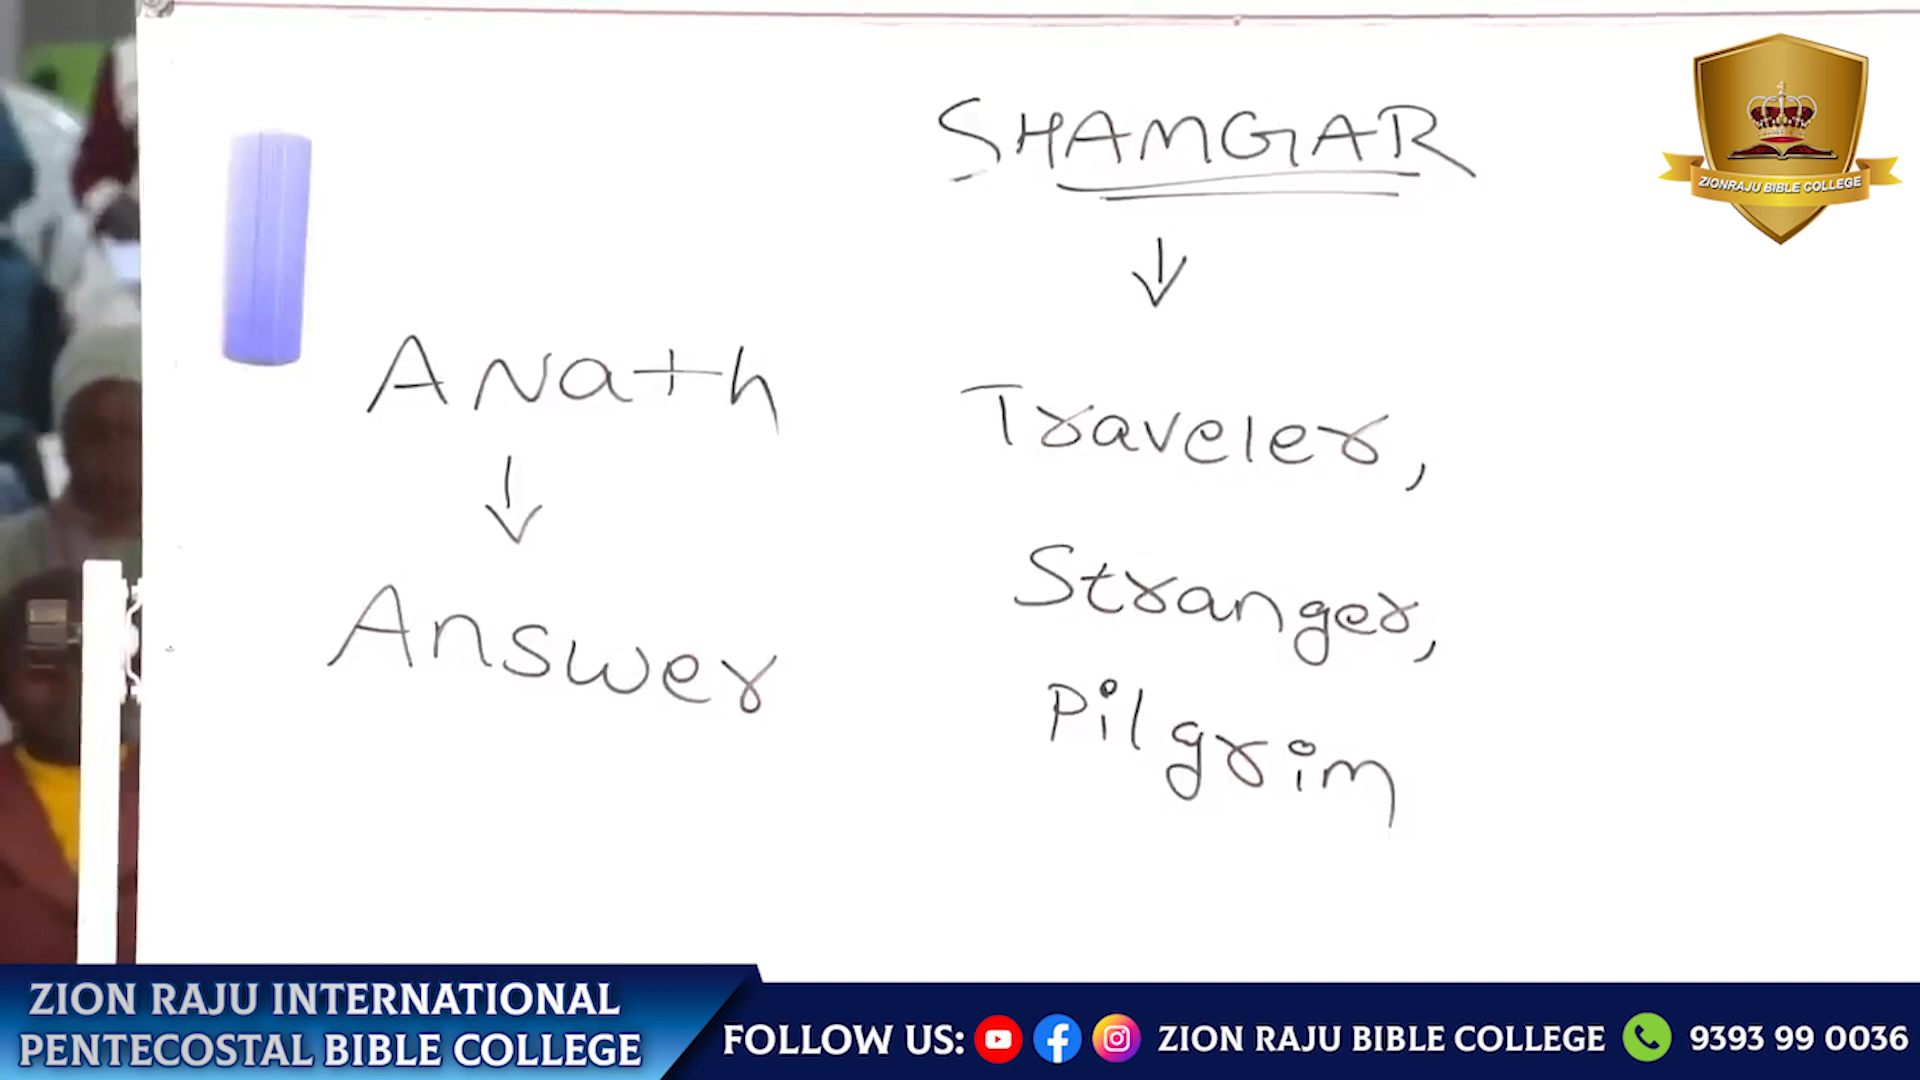 SHAMGAR
Anath
Answer
Traveler,
Stranger,
Pilgrim
ZIONRAJU BIBLE COLLEGE
ZION RAJU INTERNATIONAL
PENTECOSTAL BIBLE COLLEGE
FOLLOW US: ZION RAJU BIBLE COLLEGE 9393 99 0036